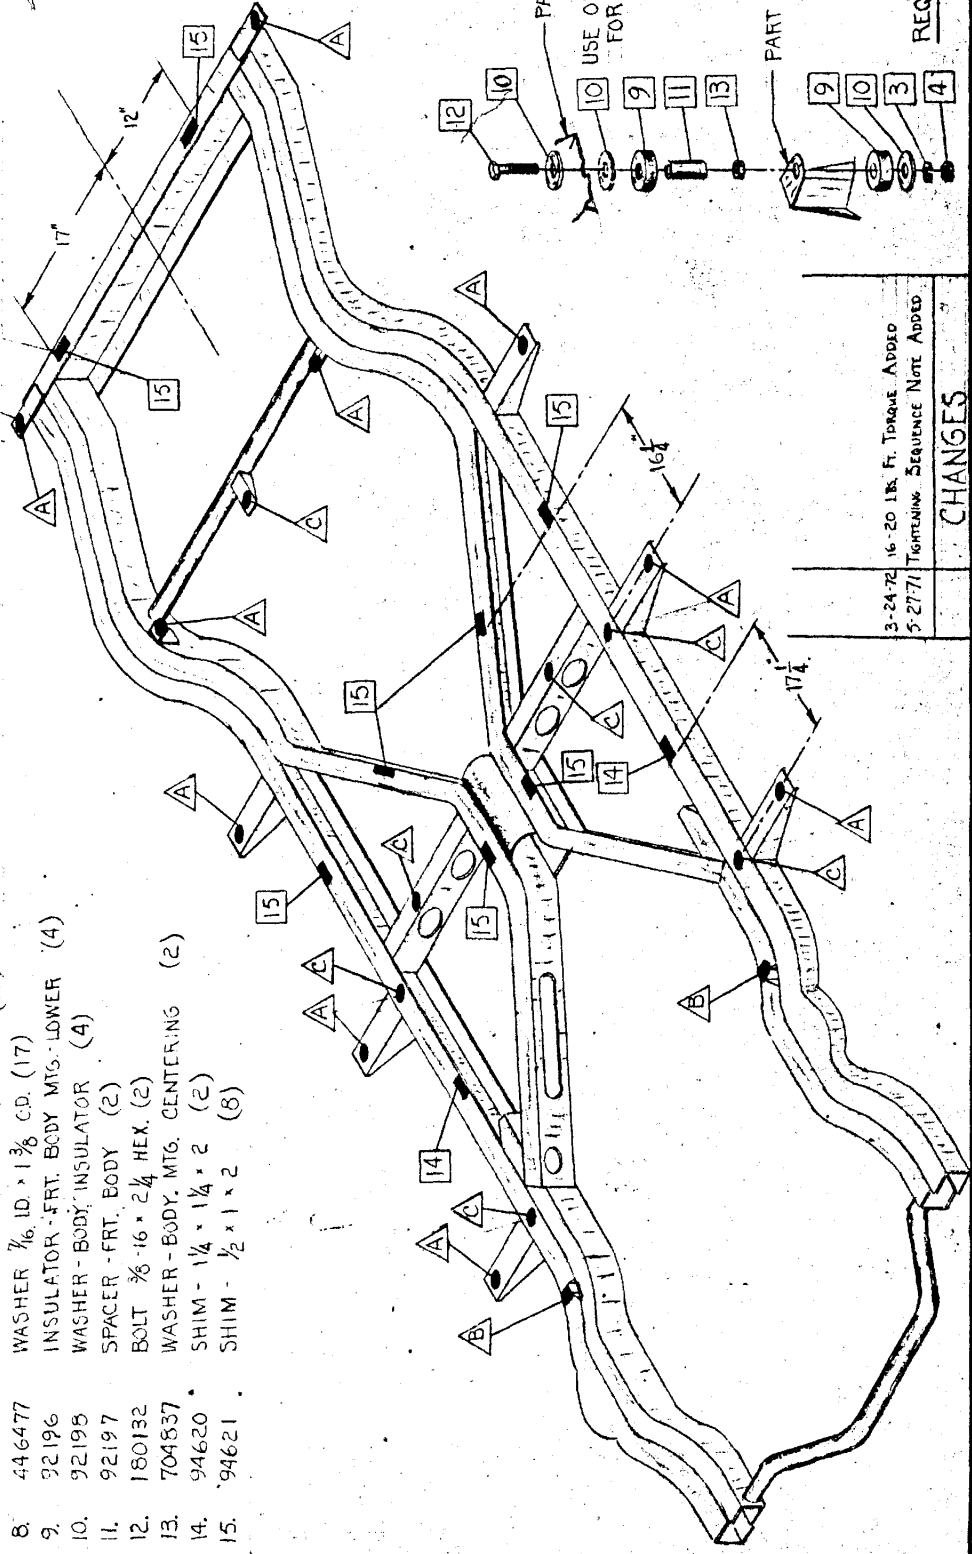 8. 446477 WASHER 7/16 I.D. x 1 3/8 O.D. (17)
9. 92196 INSULATOR - FRT. BODY MTG. LOWER (4)
10. 92198 WASHER - BODY INSULATOR (4)
11. 92197 SPACER - FRT. BODY (2)
12. 180132 BOLT 3/8 - 16 x 2 1/4 HEX. (2)
13. 704837 WASHER - BODY. MTG. CENTERING (2)
14. 94620 SHIM - 1/4 x 1 1/4 x 2 (2)
15. 94621 SHIM - 1/2 x 1 x 2 (8)
A
17"
12"
15
A
15
A
A
C
A
A
15
15
A
15
A
C
A
15
C
15
14
15
16 1/4"
A
C
C
17 1/4"
A
C
14
A
C
B
B
12
10
PA
10
USE O
FOR
9
11
13
PART
9
10
3
4
REQ
3-24-72 16-20 LBS. FT. TORQUE ADDED
5-27-71 TIGHTENING SEQUENCE NOTE ADDED
CHANGES